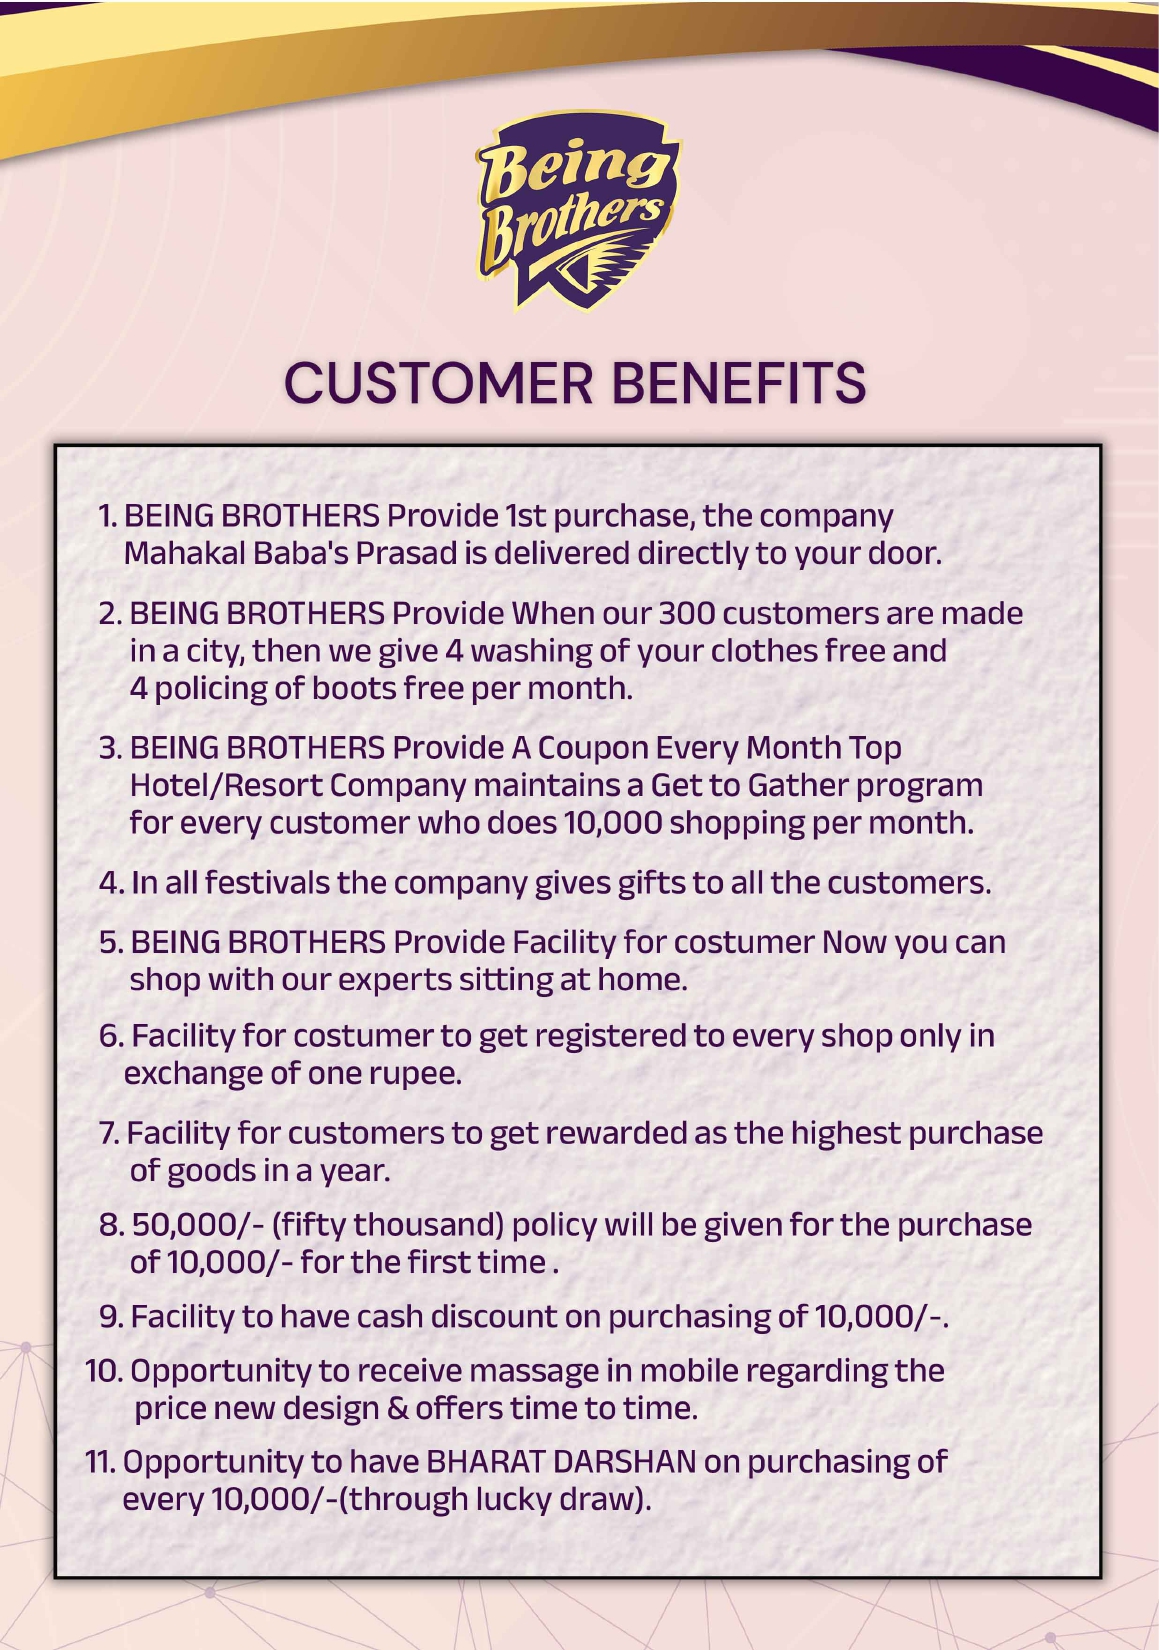 Being
Brothers
CUSTOMER BENEFITS
1. BEING BROTHERS Provide 1st purchase, the company
Mahakal Baba's Prasad is delivered directly to your door.
2. BEING BROTHERS Provide When our 300 customers are made
in a city, then we give 4 washing of your clothes free and
4 policing of boots free per month.
3. BEING BROTHERS Provide A Coupon Every Month Top
Hotel/Resort Company maintains a Get to Gather program
for every customer who does 10,000 shopping per month.
4. In all festivals the company gives gifts to all the customers.
5. BEING BROTHERS Provide Facility for costumer Now you can
shop with our experts sitting at home.
6. Facility for costumer to get registered to every shop only in
exchange of one rupee.
7. Facility for customers to get rewarded as the highest purchase
of goods in a year.
8. 50,000/- (fifty thousand) policy will be given for the purchase
of 10,000/- for the first time .
9. Facility to have cash discount on purchasing of 10,000/-.
10. Opportunity to receive massage in mobile regarding the
price new design & offers time to time.
11. Opportunity to have BHARAT DARSHAN on purchasing of
every 10,000/-(through lucky draw).